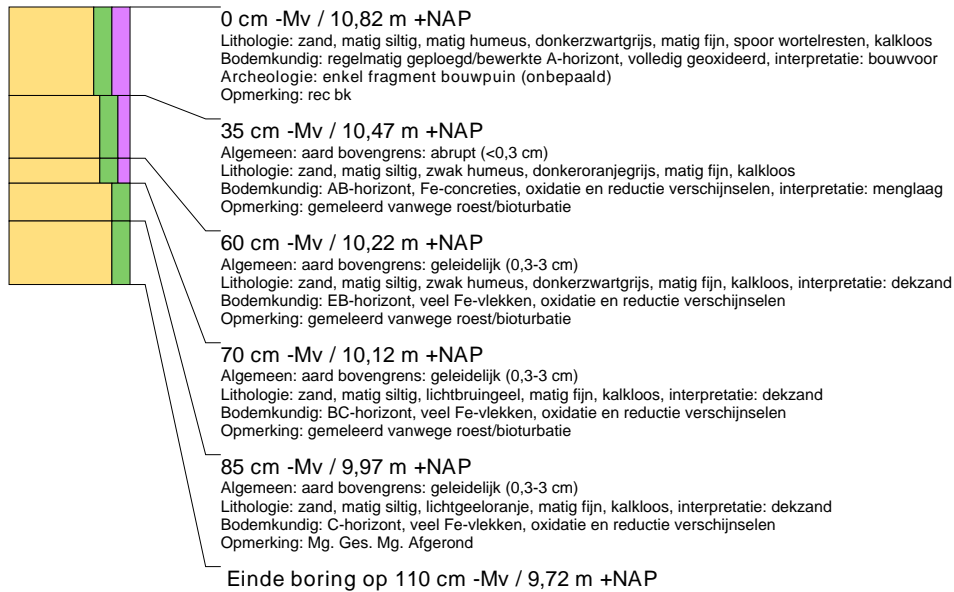 0 cm -Mv / 10,82 m +NAP
Lithologie: zand, matig siltig, matig humeus, donkerzwartgrijs, matig fijn, spoor wortelresten, kalkloos
Bodemkundig: regelmatig geploegd/bewerkte A-horizont, volledig geoxideerd, interpretatie: bouwvoor
Archeologie: enkel fragment bouwpuin (onbepaald)
Opmerking: rec bk
35 cm -Mv / 10,47 m +NAP
Algemeen: aard bovengrens: abrupt (<0,3 cm)
Lithologie: zand, matig siltig, zwak humeus, donkeroranjegrijs, matig fijn, kalkloos
Bodemkundig: AB-horizont, Fe-concreties, oxidatie en reductie verschijnselen, interpretatie: menglaag
Opmerking: gemeleerd vanwege roest/bioturbatie
60 cm -Mv / 10,22 m +NAP
Algemeen: aard bovengrens: geleidelijk (0,3-3 cm)
Lithologie: zand, matig siltig, zwak humeus, donkerzwartgrijs, matig fijn, kalkloos, interpretatie: dekzand
Bodemkundig: EB-horizont, veel Fe-vlekken, oxidatie en reductie verschijnselen
Opmerking: gemeleerd vanwege roest/bioturbatie
70 cm -Mv / 10,12 m +NAP
Algemeen: aard bovengrens: geleidelijk (0,3-3 cm)
Lithologie: zand, matig siltig, lichtbruingeel, matig fijn, kalkloos, interpretatie: dekzand
Bodemkundig: BC-horizont, veel Fe-vlekken, oxidatie en reductie verschijnselen
Opmerking: gemeleerd vanwege roest/bioturbatie
85 cm -Mv / 9,97 m +NAP
Algemeen: aard bovengrens: geleidelijk (0,3-3 cm)
Lithologie: zand, matig siltig, lichtgeeloranje, matig fijn, kalkloos, interpretatie: dekzand
Bodemkundig: C-horizont, veel Fe-vlekken, oxidatie en reductie verschijnselen
Opmerking: Mg. Ges. Mg. Afgerond
Einde boring op 110 cm -Mv / 9,72 m +NAP